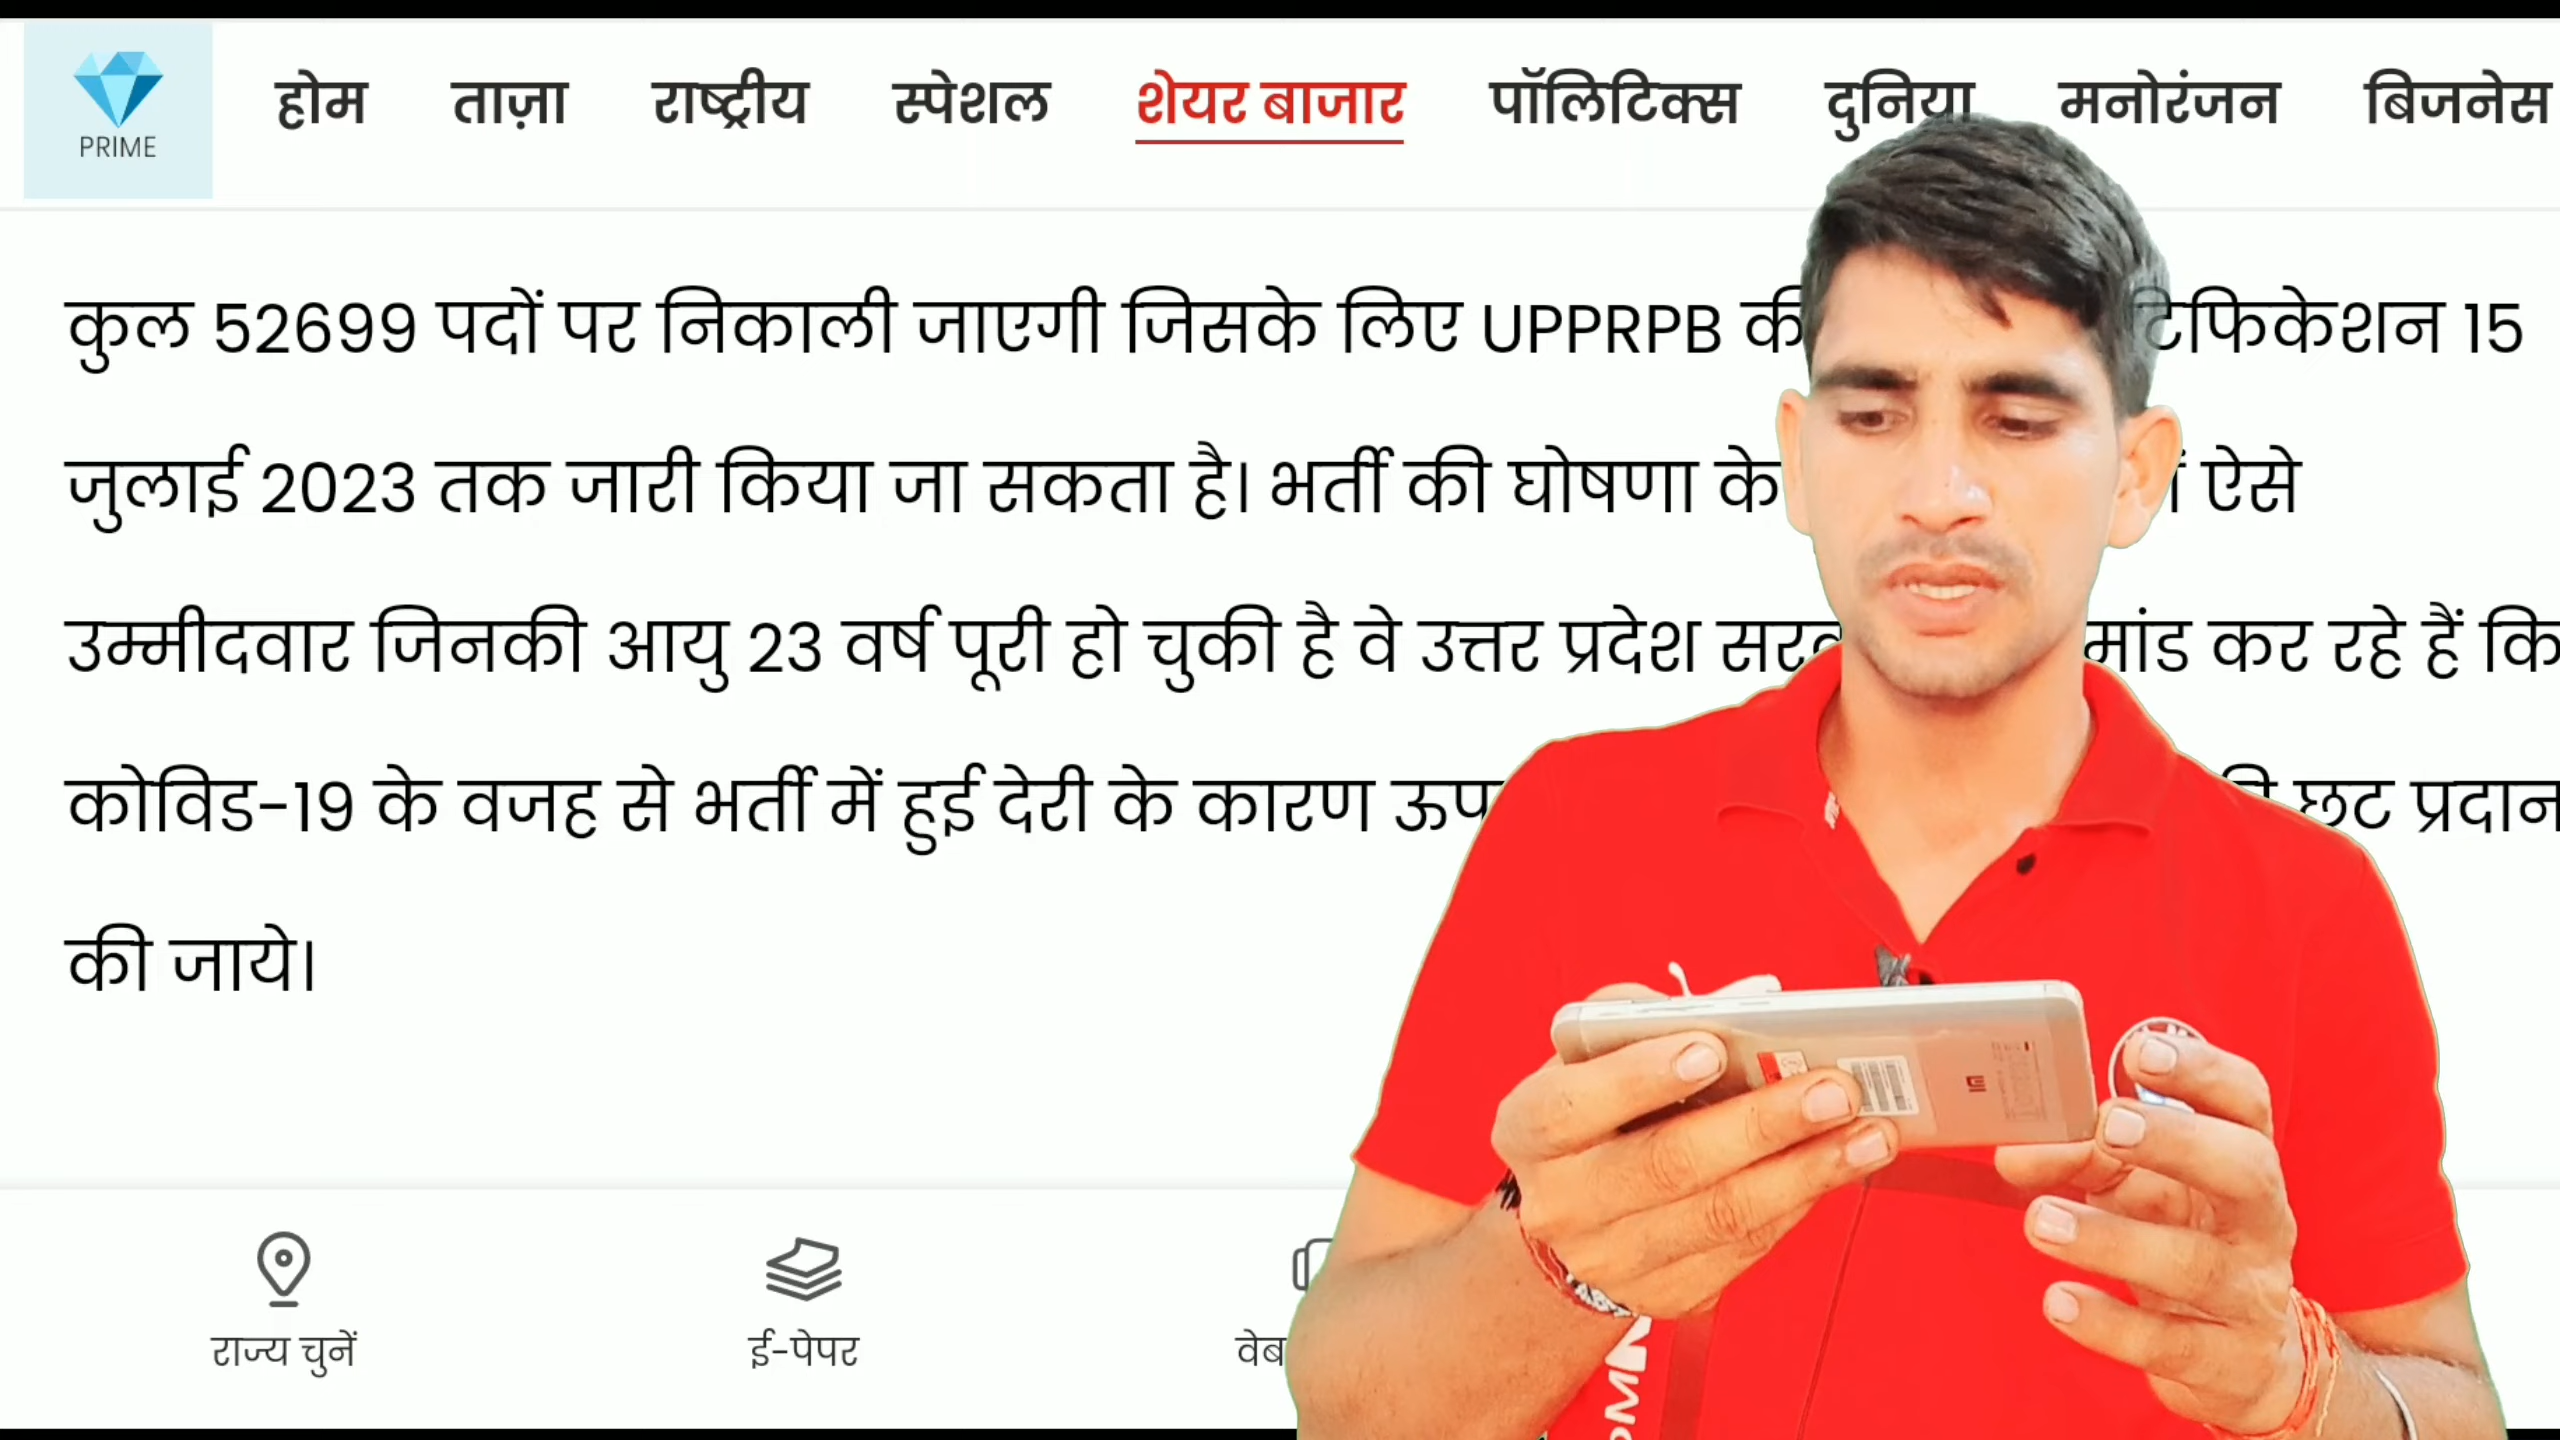 PRIME
होम ताज़ा राष्ट्रीय स्पेशल शेयर बाजार पॉलिटिक्स दुनिया मनोरंजन बिजनेस
कुल 52699 पदों पर निकाली जाएगी जिसके लिए UPPRPB की टिफिकेशन 15
जुलाई 2023 तक जारी किया जा सकता है। भर्ती की घोषणा के ऐसे
उम्मीदवार जिनकी आयु 23 वर्ष पूरी हो चुकी है वे उत्तर प्रदेश मांड कर रहे हैं कि
कोविड-19 के वजह से भर्ती में हुई देरी के कारण छट प्रदान
की जाये।
राज्य चुनें ई-पेपर वेब